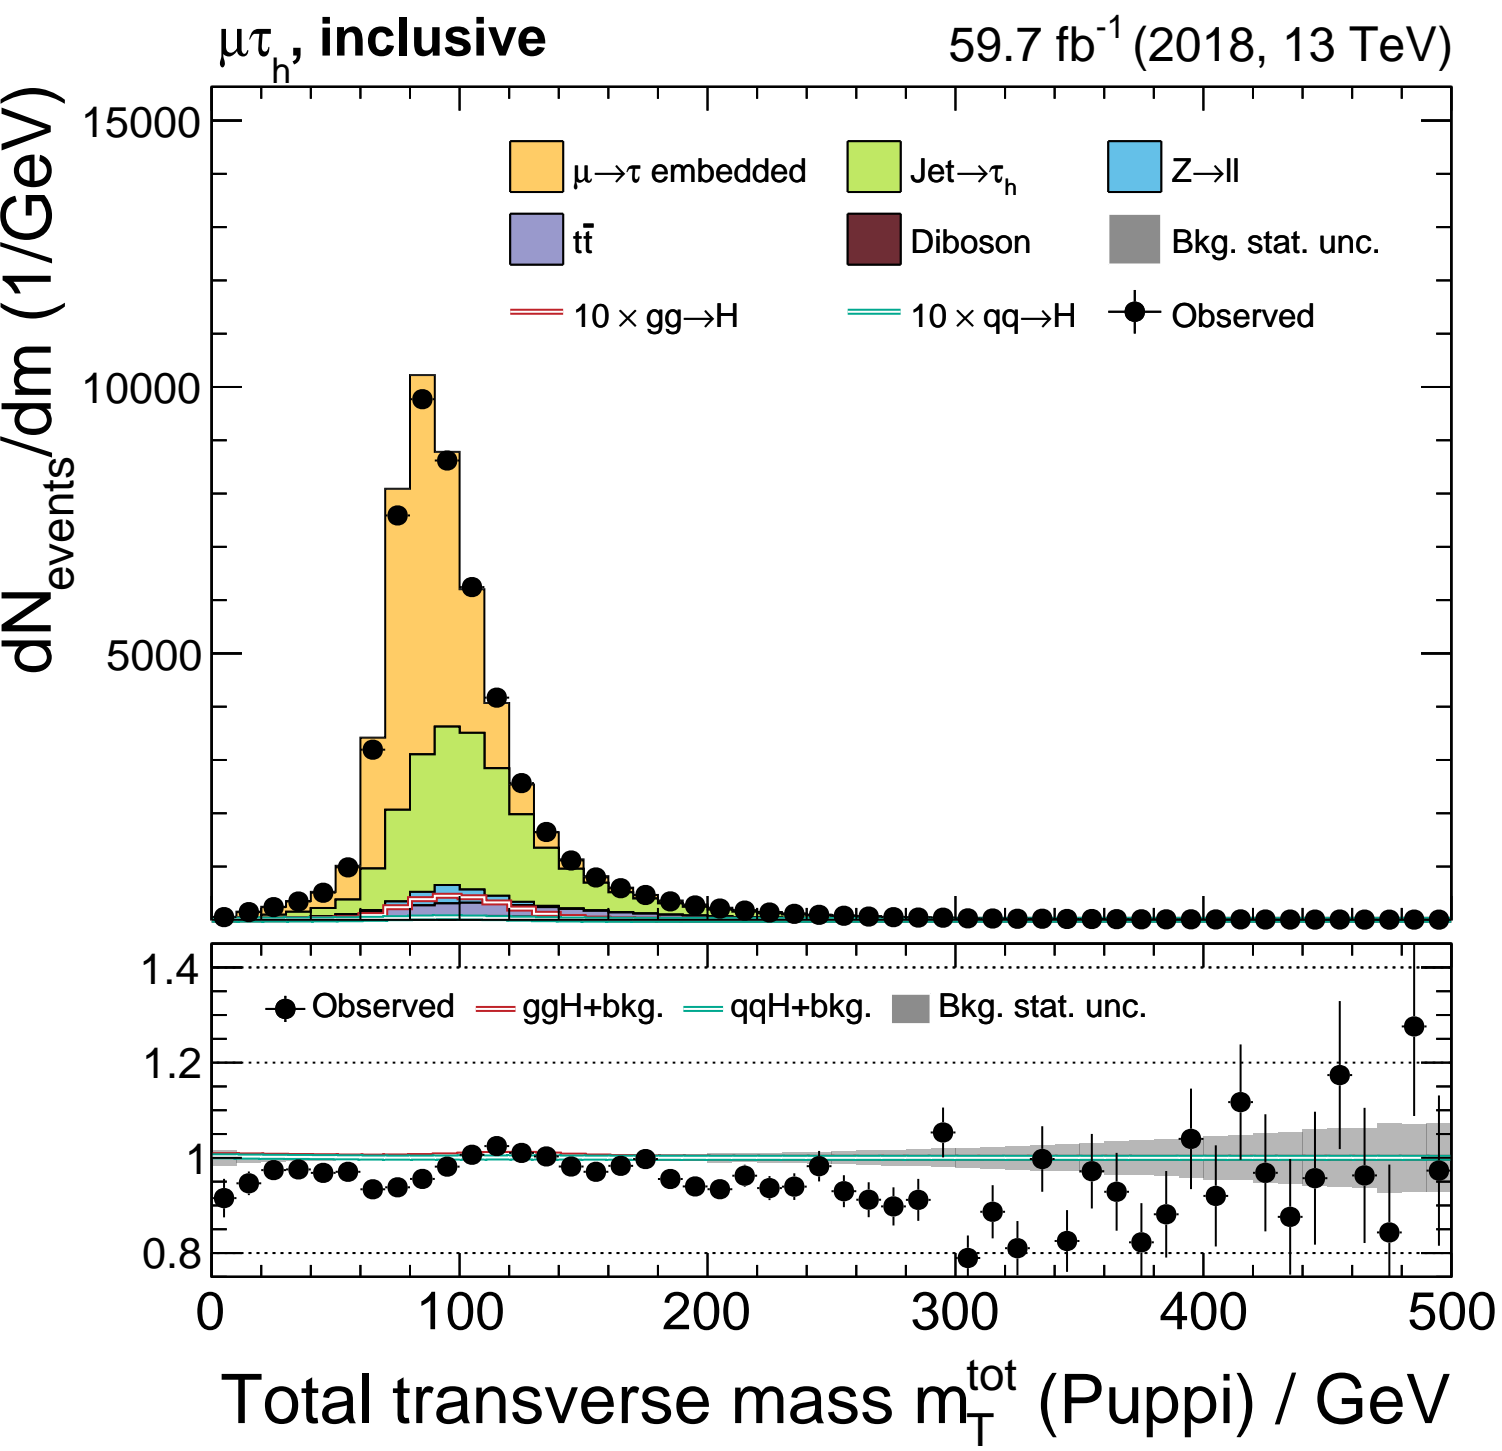 μτh, inclusive
59.7 fb-1 (2018, 13 TeV)
dNevents/dm (1/GeV)
15000
10000
5000
μ→τ embedded
Jet→τh
Z→ll
tt̄
Diboson
Bkg. stat. unc.
10 × gg→H
10 × qq→H
Observed
1.4
1.2
1
0.8
Observed
ggH+bkg.
qqH+bkg.
Bkg. stat. unc.
0
100
200
300
400
500
Total transverse mass mTtot (Puppi) / GeV